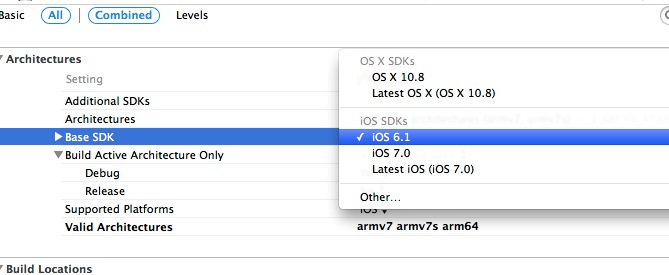 Basic All Combined Levels
Architectures
Setting
Additional SDKs
Architectures
Base SDK
Build Active Architecture Only
Debug
Release
Supported Platforms iOS
Valid Architectures armv7 armv7s arm64
Build Locations
OS X SDKs
OS X 10.8
Latest OS X (OS X 10.8)
iOS SDKs
✓ iOS 6.1
iOS 7.0
Latest iOS (iOS 7.0)
Other...